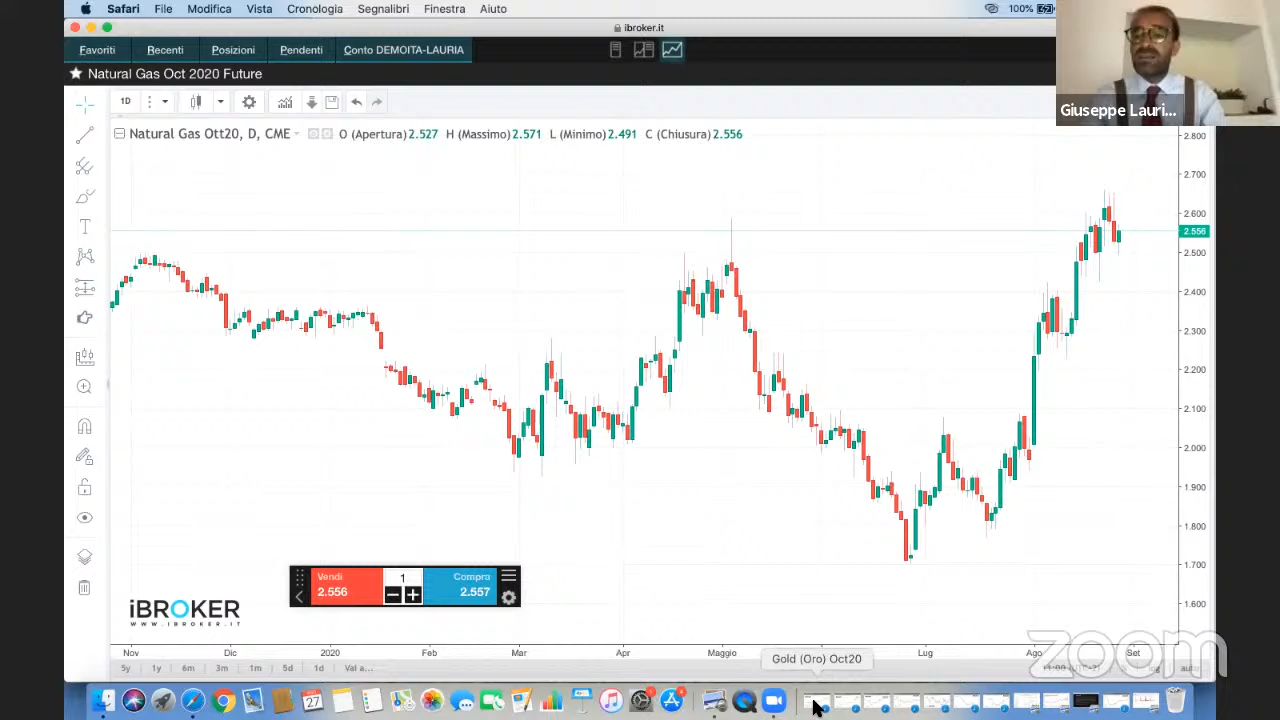 Safari File Modifica Vista Cronologia Segnalibri Finestra Aiuto 100%
ibroker.it
Favoriti Recenti Posizioni Pendenti Conto DEMOITA-LAURIA
Natural Gas Oct 2020 Future
Giuseppe Lauri...
1D
Natural Gas Ott20, D, CME O (Apertura) 2.527 H (Massimo) 2.571 L (Minimo) 2.491 C (Chiusura) 2.556
2.800
2.700
2.600
2.556
2.500
2.400
2.300
2.200
2.100
2.000
1.900
1.800
1.700
1.600
Vendi 1 Compra
2.556 2.557
iBROKER
WWW.IBROKER.IT
Nov Dic 2020 Feb Mar Apr Maggio Lug Ago Set
Gold (Oro) Oct20
5y 1y 6m 3m 1m 5d 1d Val a... log auto
zoom
27